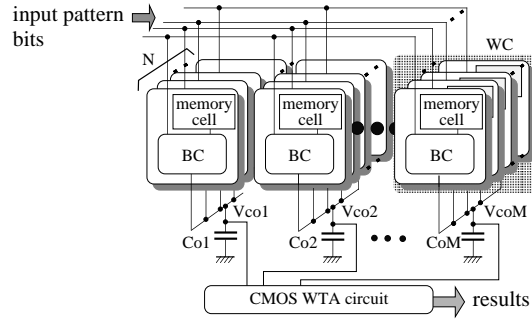 input pattern
bits
N
WC
memory
cell
memory
cell
memory
cell
BC
BC
BC
Vco1
Vco2
VcoM
Co1
Co2
CoM
CMOS WTA circuit
results